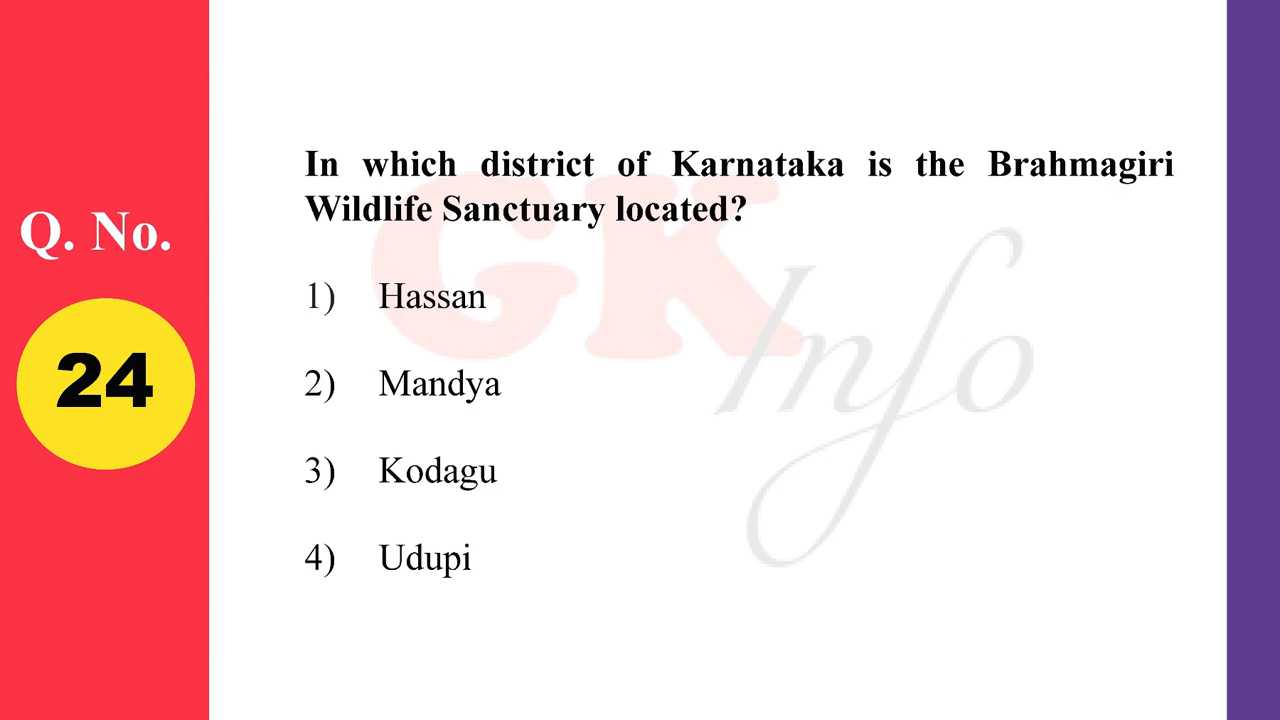 Q. No.
24
In which district of Karnataka is the Brahmagiri
Wildlife Sanctuary located?
1) Hassan
2) Mandya
3) Kodagu
4) Udupi
GK
Info